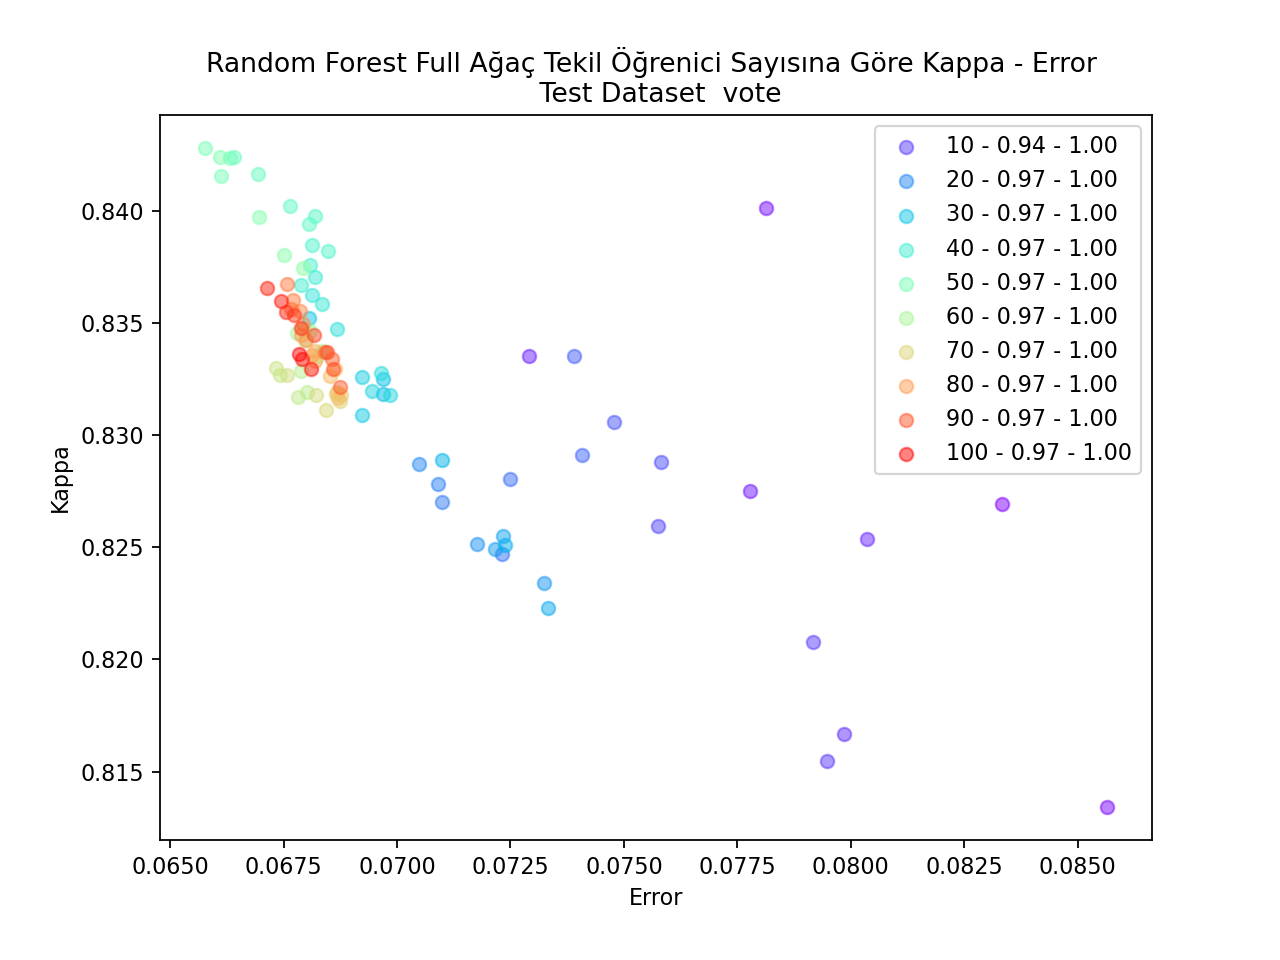 Random Forest Full Ağaç Tekil Öğrenici Sayısına Göre Kappa - Error
Test Dataset  vote
10 - 0.94 - 1.00
20 - 0.97 - 1.00
30 - 0.97 - 1.00
40 - 0.97 - 1.00
50 - 0.97 - 1.00
60 - 0.97 - 1.00
70 - 0.97 - 1.00
80 - 0.97 - 1.00
90 - 0.97 - 1.00
100 - 0.97 - 1.00
Kappa
0.840
0.835
0.830
0.825
0.820
0.815
0.0650 0.0675 0.0700 0.0725 0.0750 0.0775 0.0800 0.0825 0.0850
Error